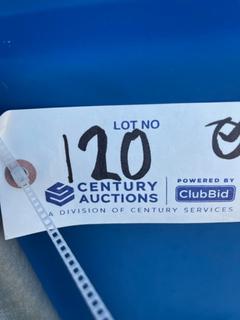 LOT NO
120
CENTURY AUCTIONS
POWERED BY
ClubBid
A DIVISION OF CENTURY SERVICES